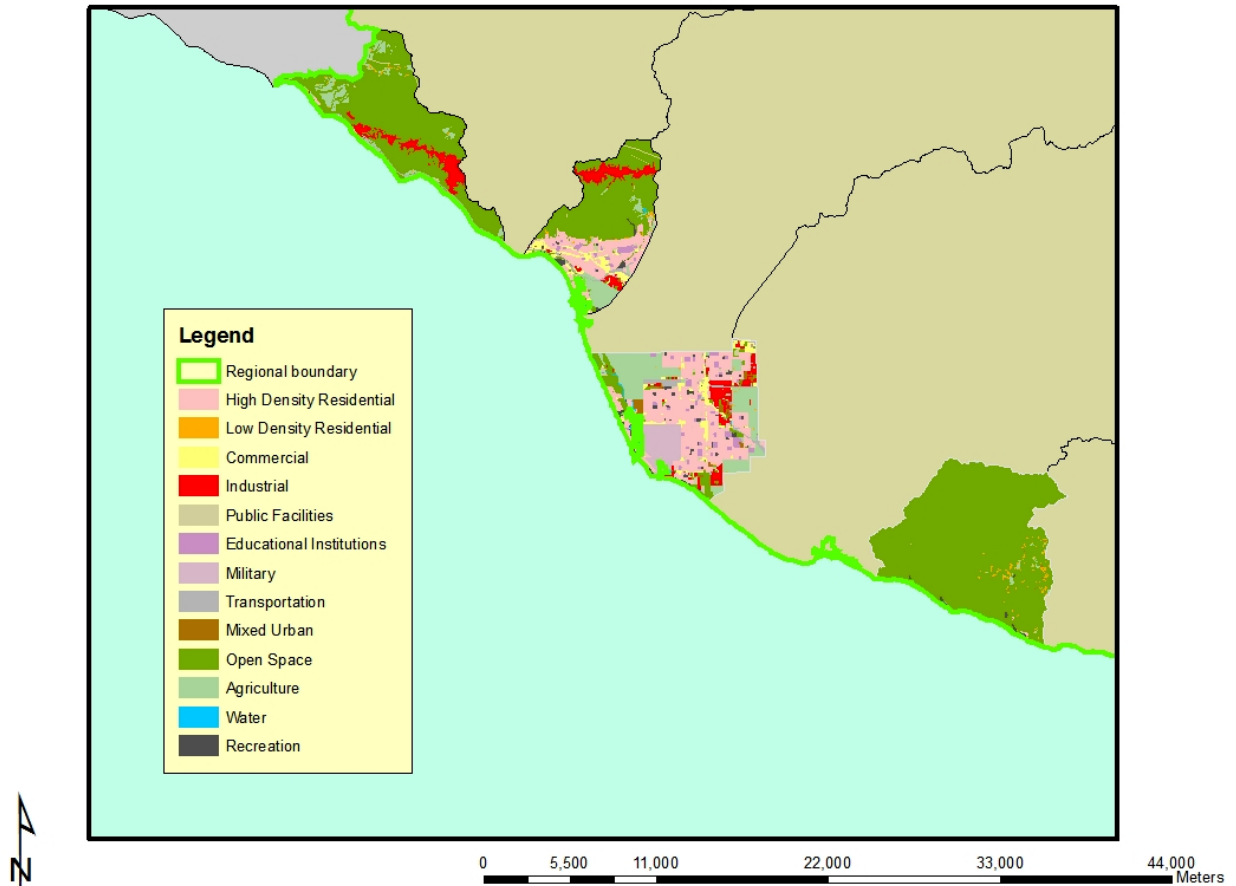 Legend
Regional boundary
High Density Residential
Low Density Residential
Commercial
Industrial
Public Facilities
Educational Institutions
Military
Transportation
Mixed Urban
Open Space
Agriculture
Water
Recreation
N
0 5,500 11,000 22,000 33,000 44,000
Meters